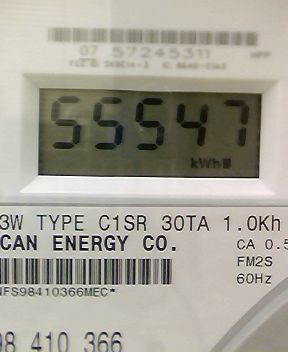 07 57245311
55547
kWh
3W TYPE C1SR 30TA 1.0Kh
CAN ENERGY CO.
CA 0.5
FM2S
60Hz
NFS98410366MEC*
98 410 366